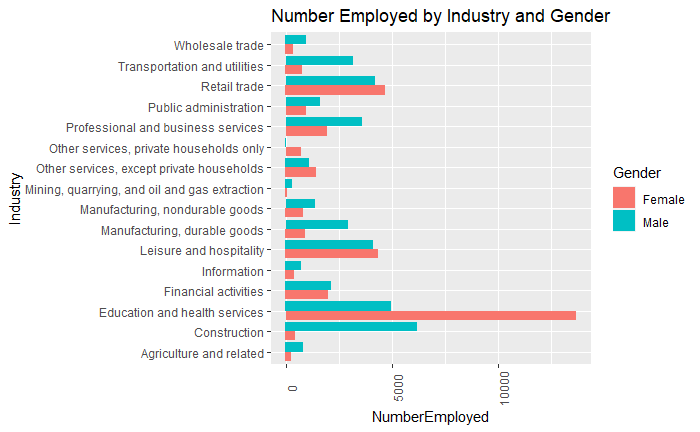 Number Employed by Industry and Gender
Industry
Wholesale trade
Transportation and utilities
Retail trade
Public administration
Professional and business services
Other services, private households only
Other services, except private households
Mining, quarrying, and oil and gas extraction
Manufacturing, nondurable goods
Manufacturing, durable goods
Leisure and hospitality
Information
Financial activities
Education and health services
Construction
Agriculture and related
0
5000
10000
NumberEmployed
Gender
Female
Male